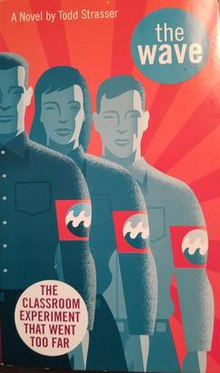 A Novel by Todd Strasser
the
wave
THE
CLASSROOM
EXPERIMENT
THAT WENT
TOO FAR